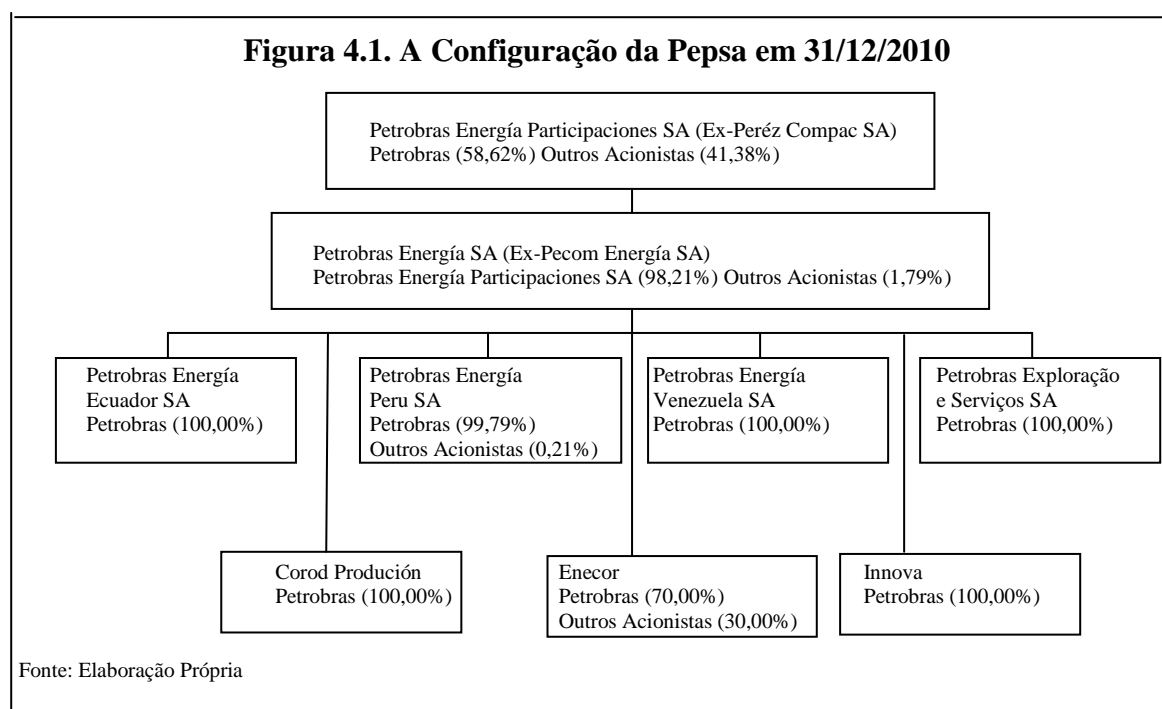 Figura 4.1. A Configuração da Pepsa em 31/12/2010
Petrobras Energía Participaciones SA (Ex-Peréz Compac SA)
Petrobras (58,62%) Outros Acionistas (41,38%)
Petrobras Energía SA (Ex-Pecom Energía SA)
Petrobras Energía Participaciones SA (98,21%) Outros Acionistas (1,79%)
Petrobras Energía
Ecuador SA
Petrobras (100,00%)
Petrobras Energía
Peru SA
Petrobras (99,79%)
Outros Acionistas (0,21%)
Petrobras Energía
Venezuela SA
Petrobras (100,00%)
Petrobras Exploração
e Serviços SA
Petrobras (100,00%)
Corod Produción
Petrobras (100,00%)
Enecor
Petrobras (70,00%)
Outros Acionistas (30,00%)
Innova
Petrobras (100,00%)
Fonte: Elaboração Própria